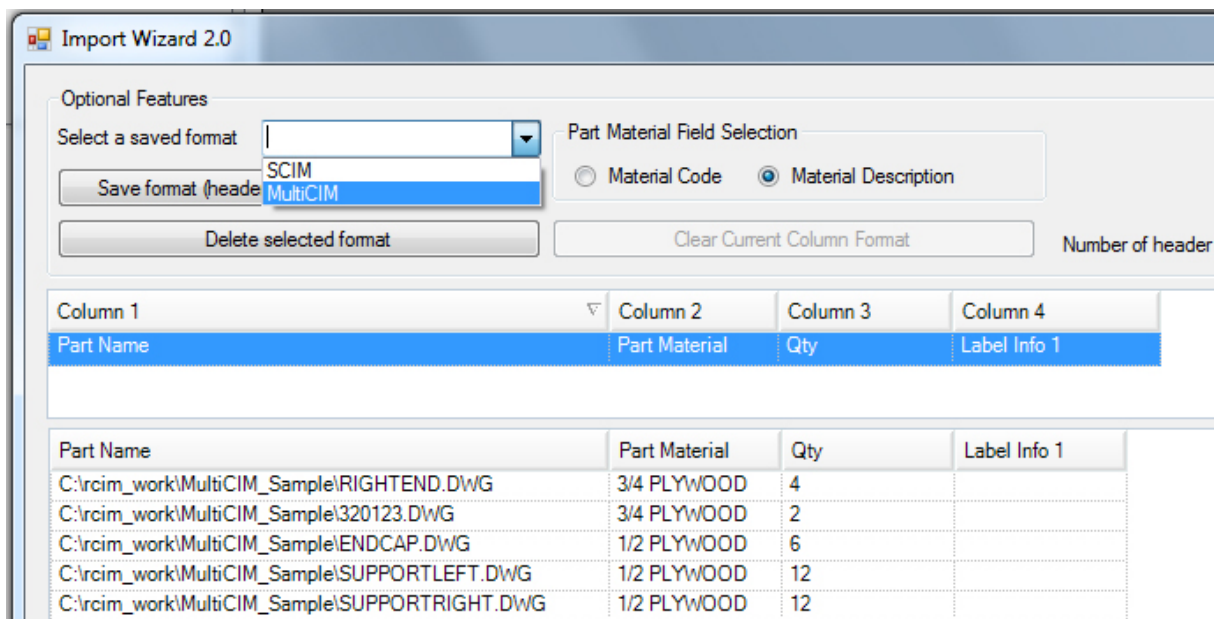 Import Wizard 2.0
Optional Features
Select a saved format
Part Material Field Selection
SCIM
MultiCIM
Material Code
Material Description
Save format (heade
Delete selected format
Clear Current Column Format
Number of header
Column 1 Column 2 Column 3 Column 4
Part Name Part Material Qty Label Info 1
Part Name Part Material Qty Label Info 1
C:\rcim_work\MultiCIM_Sample\RIGHTEND.DWG 3/4 PLYWOOD 4
C:\rcim_work\MultiCIM_Sample\320123.DWG 3/4 PLYWOOD 2
C:\rcim_work\MultiCIM_Sample\ENDCAP.DWG 1/2 PLYWOOD 6
C:\rcim_work\MultiCIM_Sample\SUPPORTLEFT.DWG 1/2 PLYWOOD 12
C:\rcim_work\MultiCIM_Sample\SUPPORTRIGHT.DWG 1/2 PLYWOOD 12